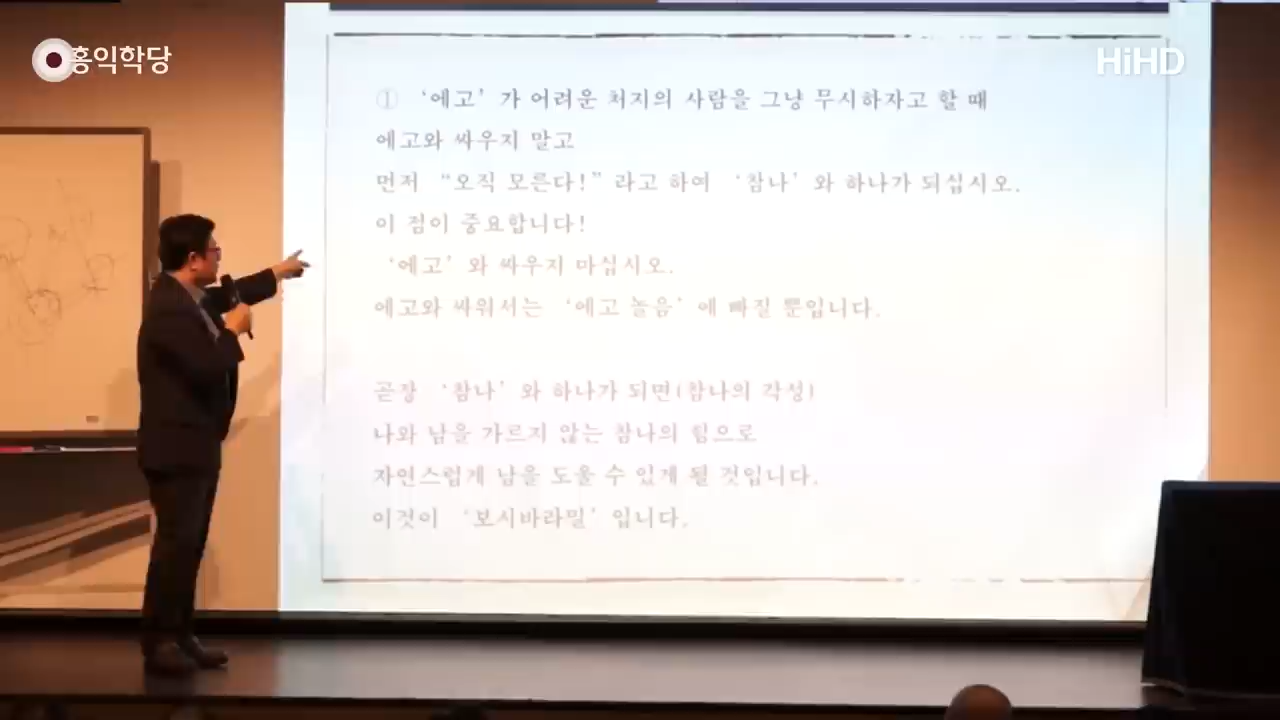 홍익학당
HiHD
① ‘에고’ 가 어려운 처지의 사람을 그냥 무시하자고 할 때
에고와 싸우지 말고
먼저 “오직 모른다!” 라고 하여 ‘참나’ 와 하나가 되십시오.
이 점이 중요합니다!
‘에고’ 와 싸우지 마십시오.
에고와 싸워서는 ‘에고 놀음’ 에 빠질 뿐입니다.
곧장 ‘참나’ 와 하나가 되면(참나의 각성)
나와 남을 가르지 않는 참나의 힘으로
자연스럽게 남을 도울 수 있게 될 것입니다.
이것이 ‘보시바라밀’ 입니다.